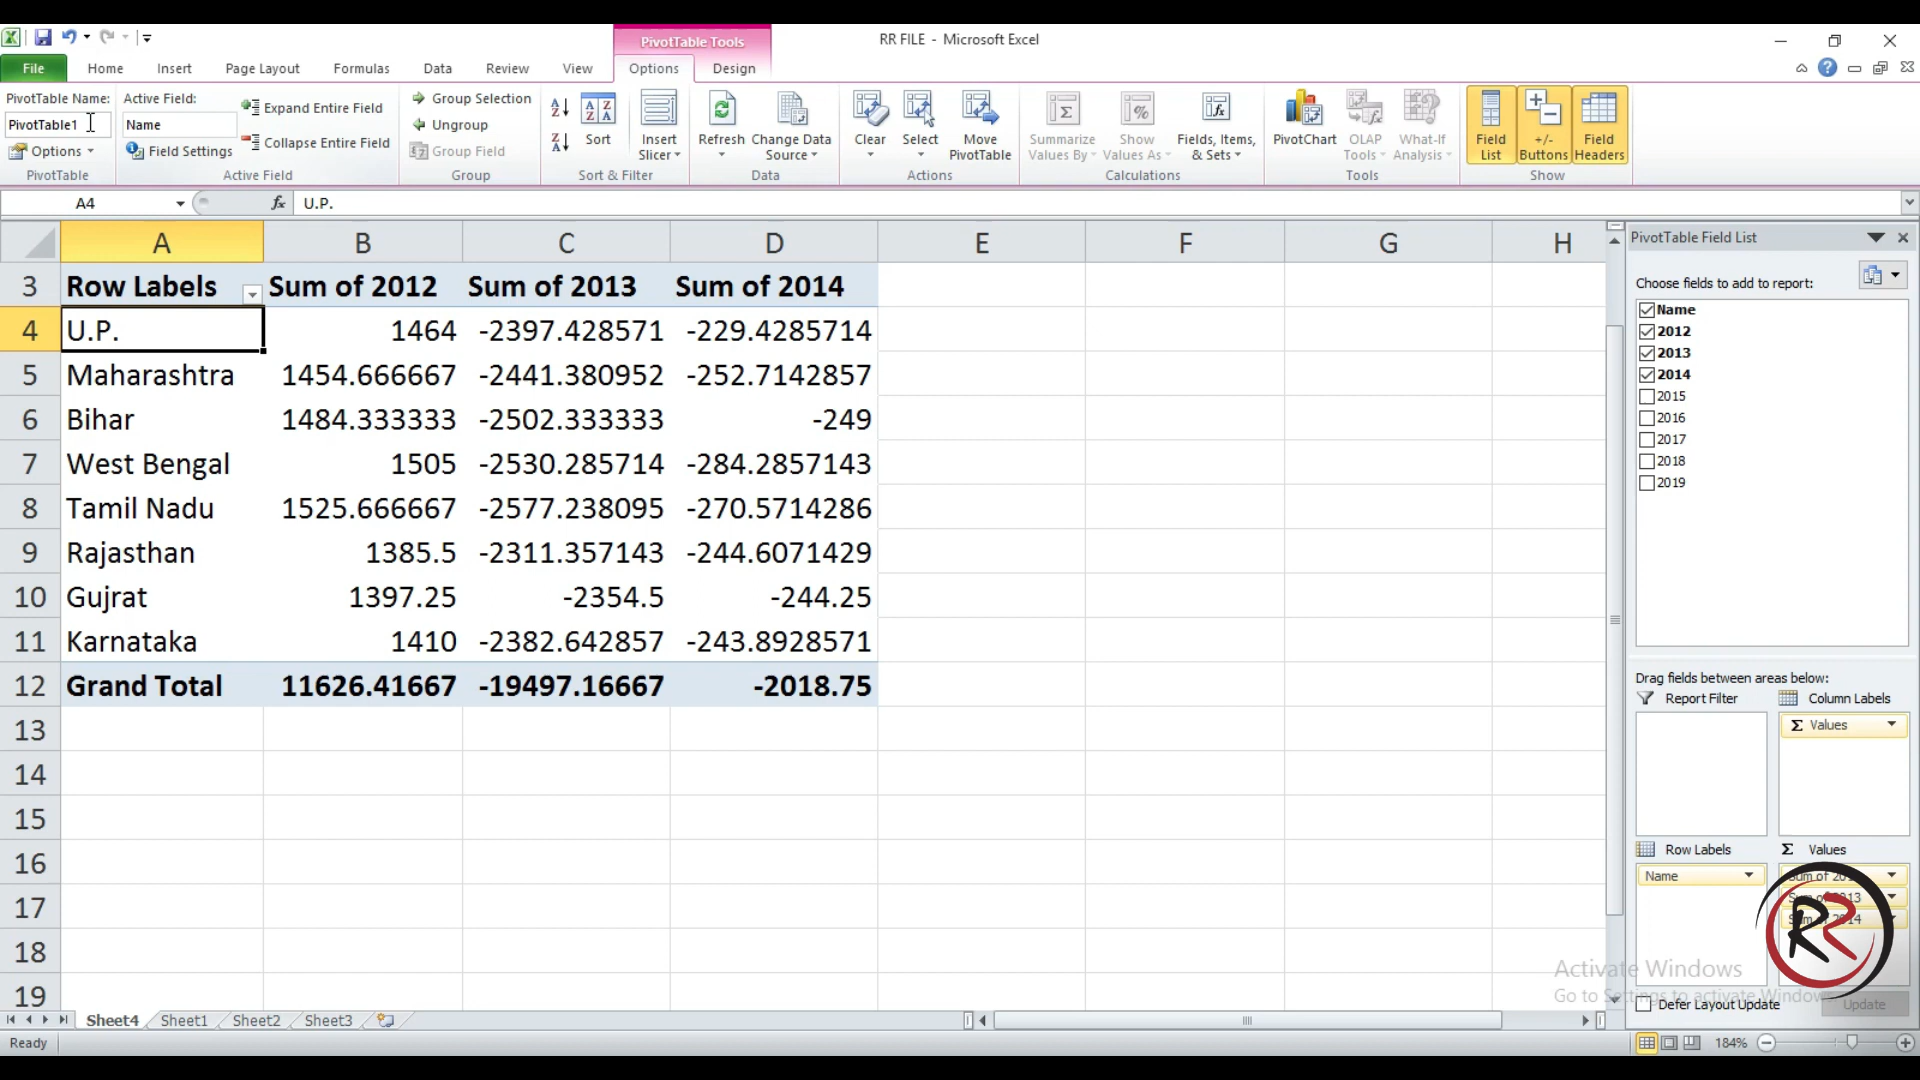 PivotTable Tools
RR FILE - Microsoft Excel
File Home Insert Page Layout Formulas Data Review View Options Design
PivotTable Name:
PivotTable1
Options
PivotTable
Active Field:
Name
Field Settings
Expand Entire Field
Collapse Entire Field
Active Field
Group Selection
Ungroup
Group Field
Group
Sort
Insert Slicer
Sort & Filter
Refresh
Change Data Source
Data
Clear
Select
Move PivotTable
Actions
Summarize Values By
Show Values As
Fields, Items, & Sets
Calculations
PivotChart
OLAP Tools
What-If Analysis
Tools
Field List
+/- Buttons
Field Headers
Show
A4 fx U.P.
A B C D E F G H
3 Row Labels Sum of 2012 Sum of 2013 Sum of 2014
4 U.P. 1464 -2397.428571 -229.4285714
5 Maharashtra 1454.666667 -2441.380952 -252.7142857
6 Bihar 1484.333333 -2502.333333 -249
7 West Bengal 1505 -2530.285714 -284.2857143
8 Tamil Nadu 1525.666667 -2577.238095 -270.5714286
9 Rajasthan 1385.5 -2311.357143 -244.6071429
10 Gujrat 1397.25 -2354.5 -244.25
11 Karnataka 1410 -2382.642857 -243.8928571
12 Grand Total 11626.41667 -19497.16667 -2018.75
13
14
15
16
17
18
19
PivotTable Field List
Choose fields to add to report:
Name
2012
2013
2014
2015
2016
2017
2018
2019
Drag fields between areas below:
Report Filter
Column Labels
Σ Values
Row Labels
Σ Values
Name
RR
Activate Windows
Go to Settings to activate Windows.
Defer Layout Update
Update
Sheet4 Sheet1 Sheet2 Sheet3
Ready
184%